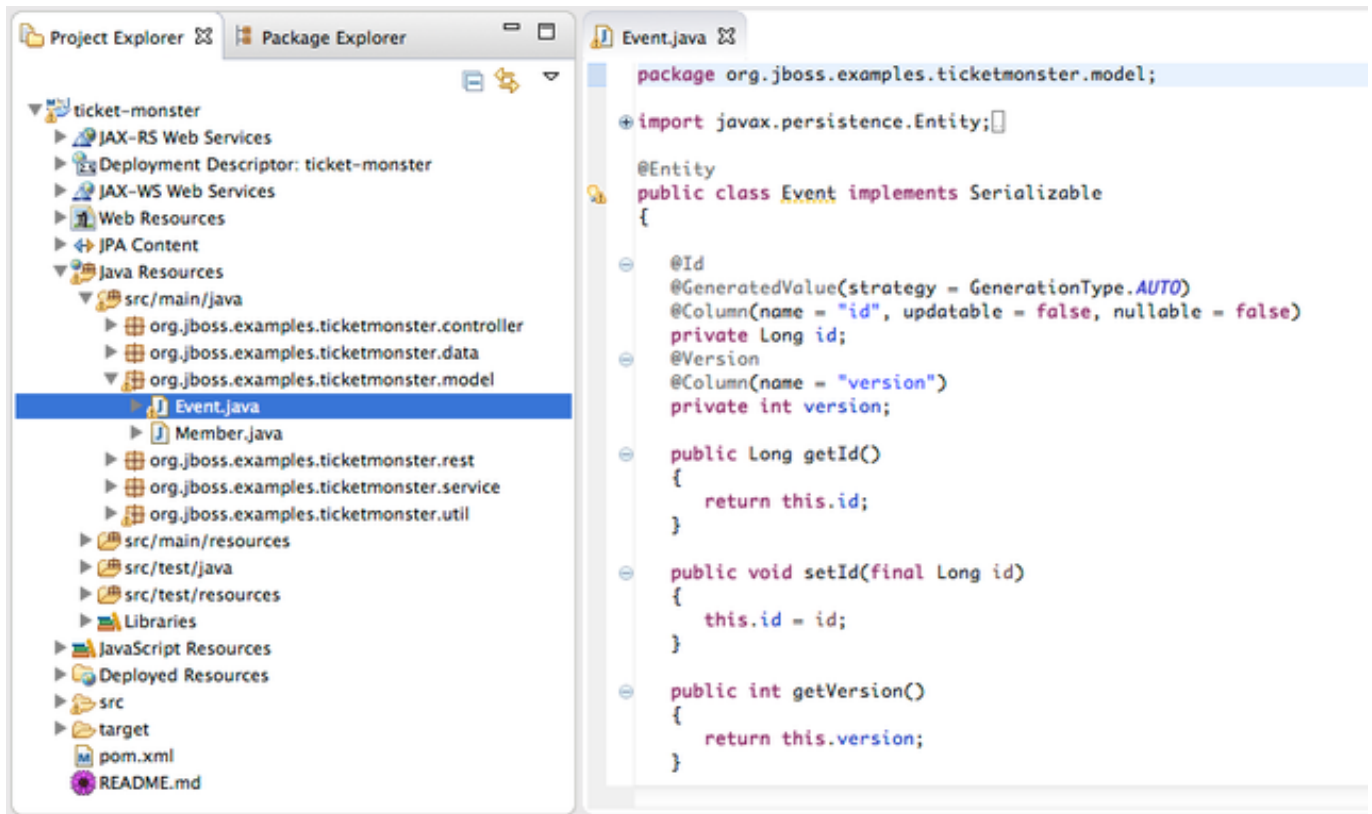 Project Explorer
Package Explorer
ticket-monster
JAX-RS Web Services
Deployment Descriptor: ticket-monster
JAX-WS Web Services
Web Resources
JPA Content
Java Resources
src/main/java
org.jboss.examples.ticketmonster.controller
org.jboss.examples.ticketmonster.data
org.jboss.examples.ticketmonster.model
Event.java
Member.java
org.jboss.examples.ticketmonster.rest
org.jboss.examples.ticketmonster.service
org.jboss.examples.ticketmonster.util
src/main/resources
src/test/java
src/test/resources
Libraries
JavaScript Resources
Deployed Resources
src
target
pom.xml
README.md
Event.java
package org.jboss.examples.ticketmonster.model;
import javax.persistence.Entity;
@Entity
public class Event implements Serializable
{
@Id
@GeneratedValue(strategy = GenerationType.AUTO)
@Column(name = "id", updatable = false, nullable = false)
private Long id;
@Version
@Column(name = "version")
private int version;
public Long getId()
{
return this.id;
}
public void setId(final Long id)
{
this.id = id;
}
public int getVersion()
{
return this.version;
}